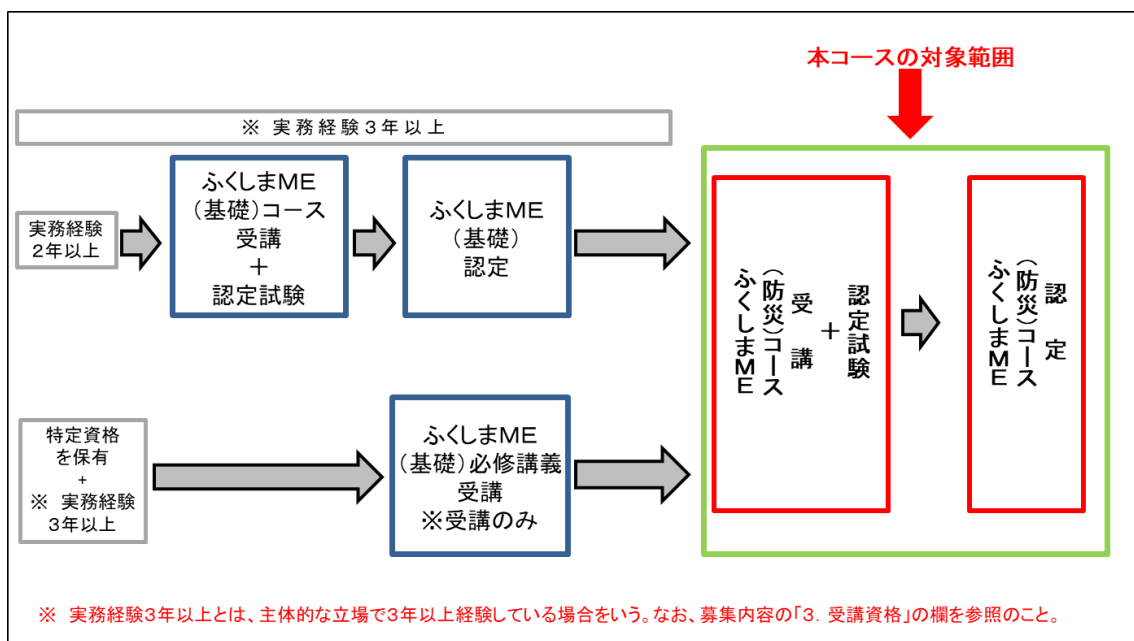 本コースの対象範囲
※ 実務経験３年以上
実務経験
２年以上
ふくしまＭＥ
（基礎）コース
受講
＋
認定試験
ふくしまＭＥ
（基礎）
認定
特定資格
を保有
+
※ 実務経験
３年以上
ふくしまＭＥ
（基礎）必修講義
受講
※受講のみ
ふくしまＭＥ
（防災）コース
受講
＋
認定試験
ふくしまＭＥ
（防災）コース
認定
※ 実務経験３年以上とは、主体的な立場で３年以上経験している場合をいう。なお、募集内容の「３．受講資格」の欄を参照のこと。